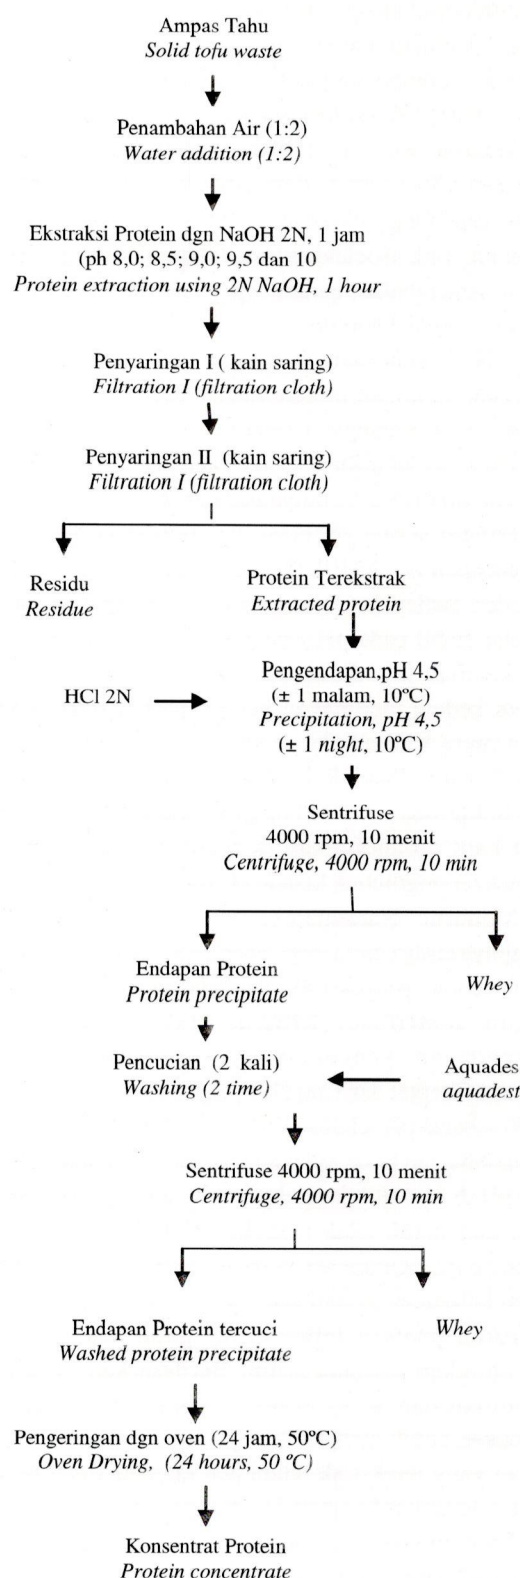 Ampas Tahu
Solid tofu waste
Penambahan Air (1:2)
Water addition (1:2)
Ekstraksi Protein dgn NaOH 2N, 1 jam
(ph 8,0; 8,5; 9,0; 9,5 dan 10
Protein extraction using 2N NaOH, 1 hour
Penyaringan I ( kain saring)
Filtration I (filtration cloth)
Penyaringan II (kain saring)
Filtration I (filtration cloth)
Residu
Residue
Protein Terekstrak
Extracted protein
HCl 2N
Pengendapan,pH 4,5
(± 1 malam, 10ºC)
Precipitation, pH 4,5
(± 1 night, 10ºC)
Sentrifuse
4000 rpm, 10 menit
Centrifuge, 4000 rpm, 10 min
Endapan Protein
Protein precipitate
Whey
Pencucian (2 kali)
Washing (2 time)
Aquades
aquadest
Sentrifuse 4000 rpm, 10 menit
Centrifuge, 4000 rpm, 10 min
Endapan Protein tercuci
Washed protein precipitate
Whey
Pengeringan dgn oven (24 jam, 50ºC)
Oven Drying, (24 hours, 50 ºC)
Konsentrat Protein
Protein concentrate